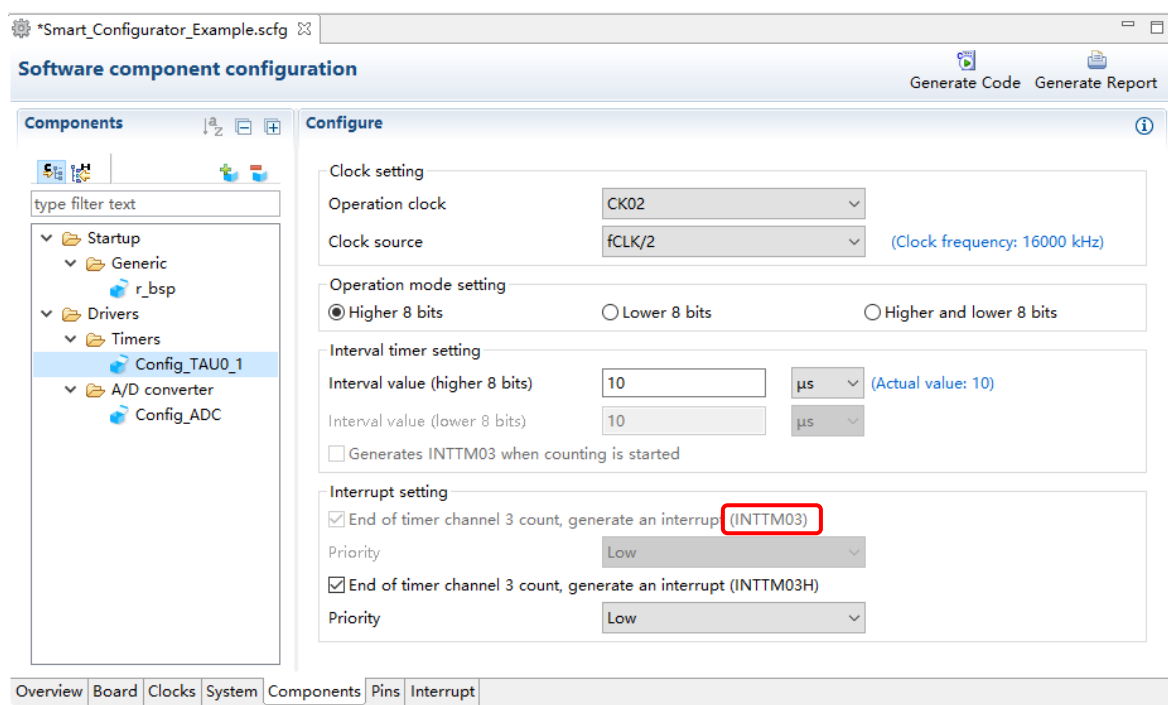 *Smart_Configurator_Example.scfg
Software component configuration
Generate Code Generate Report
Components
Configure
type filter text
Startup
Generic
r_bsp
Drivers
Timers
Config_TAU0_1
A/D converter
Config_ADC
Clock setting
Operation clock CK02
Clock source fCLK/2 (Clock frequency: 16000 kHz)
Operation mode setting
Higher 8 bits Lower 8 bits Higher and lower 8 bits
Interval timer setting
Interval value (higher 8 bits) 10 µs (Actual value: 10)
Interval value (lower 8 bits) 10 µs
Generates INTTM03 when counting is started
Interrupt setting
End of timer channel 3 count, generate an interrupt (INTTM03)
Priority Low
End of timer channel 3 count, generate an interrupt (INTTM03H)
Priority Low
Overview Board Clocks System Components Pins Interrupt